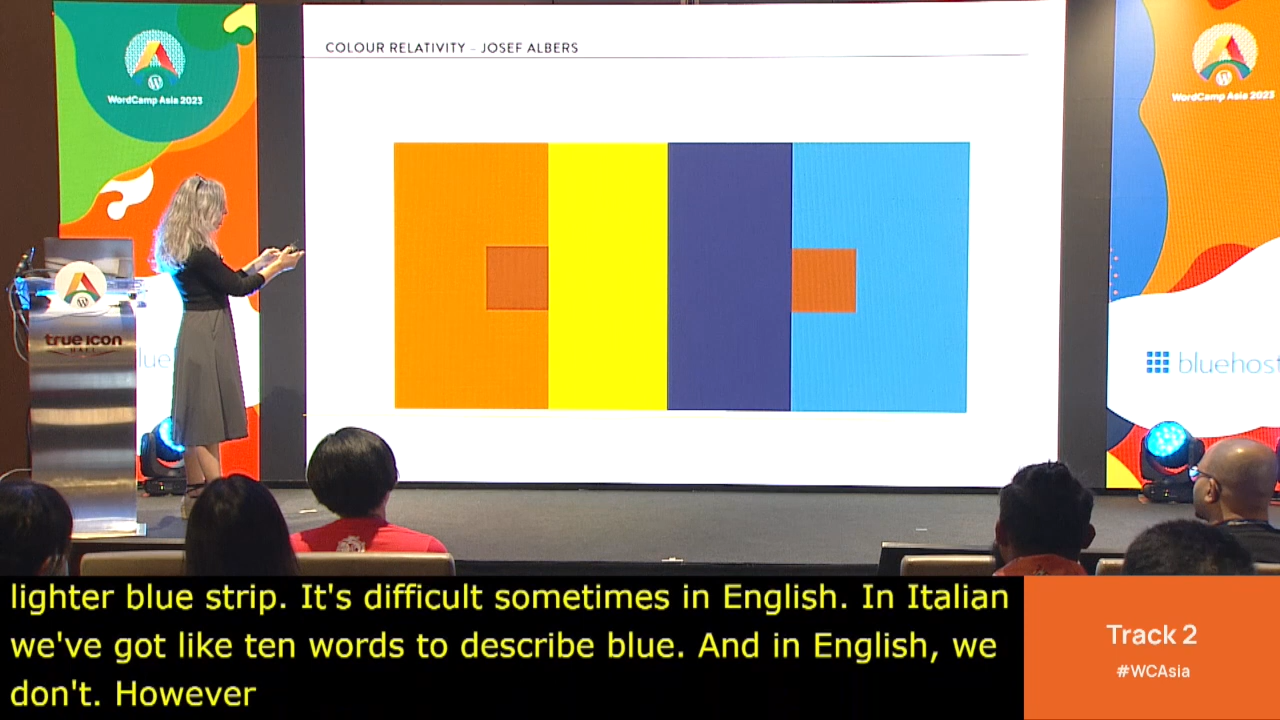 COLOUR RELATIVITY – JOSEF ALBERS
WordCamp Asia 2023
WordCamp Asia 2023
true icon
HALL
blue
bluehost
lighter blue strip. It's difficult sometimes in English. In Italian
we've got like ten words to describe blue. And in English, we
don't. However
Track 2
#WCAsia